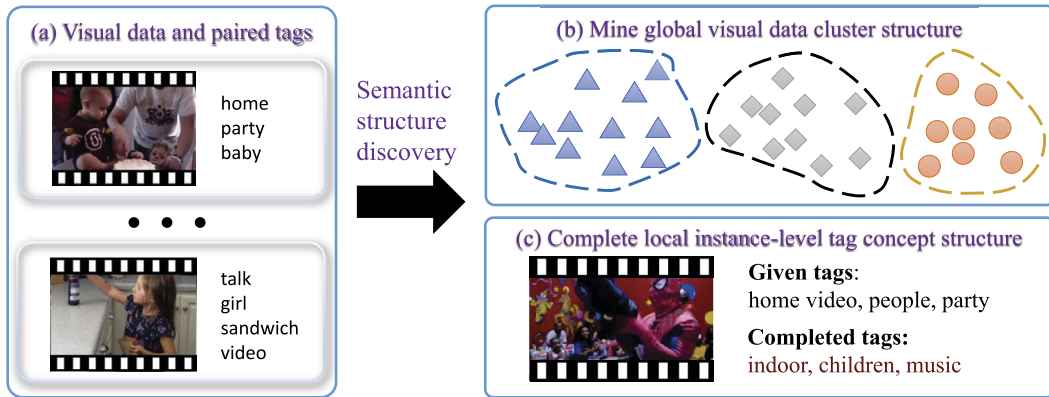 (a) Visual data and paired tags
home
party
baby
talk
girl
sandwich
video
Semantic
structure
discovery
(b) Mine global visual data cluster structure
(c) Complete local instance-level tag concept structure
Given tags:
home video, people, party
Completed tags:
indoor, children, music